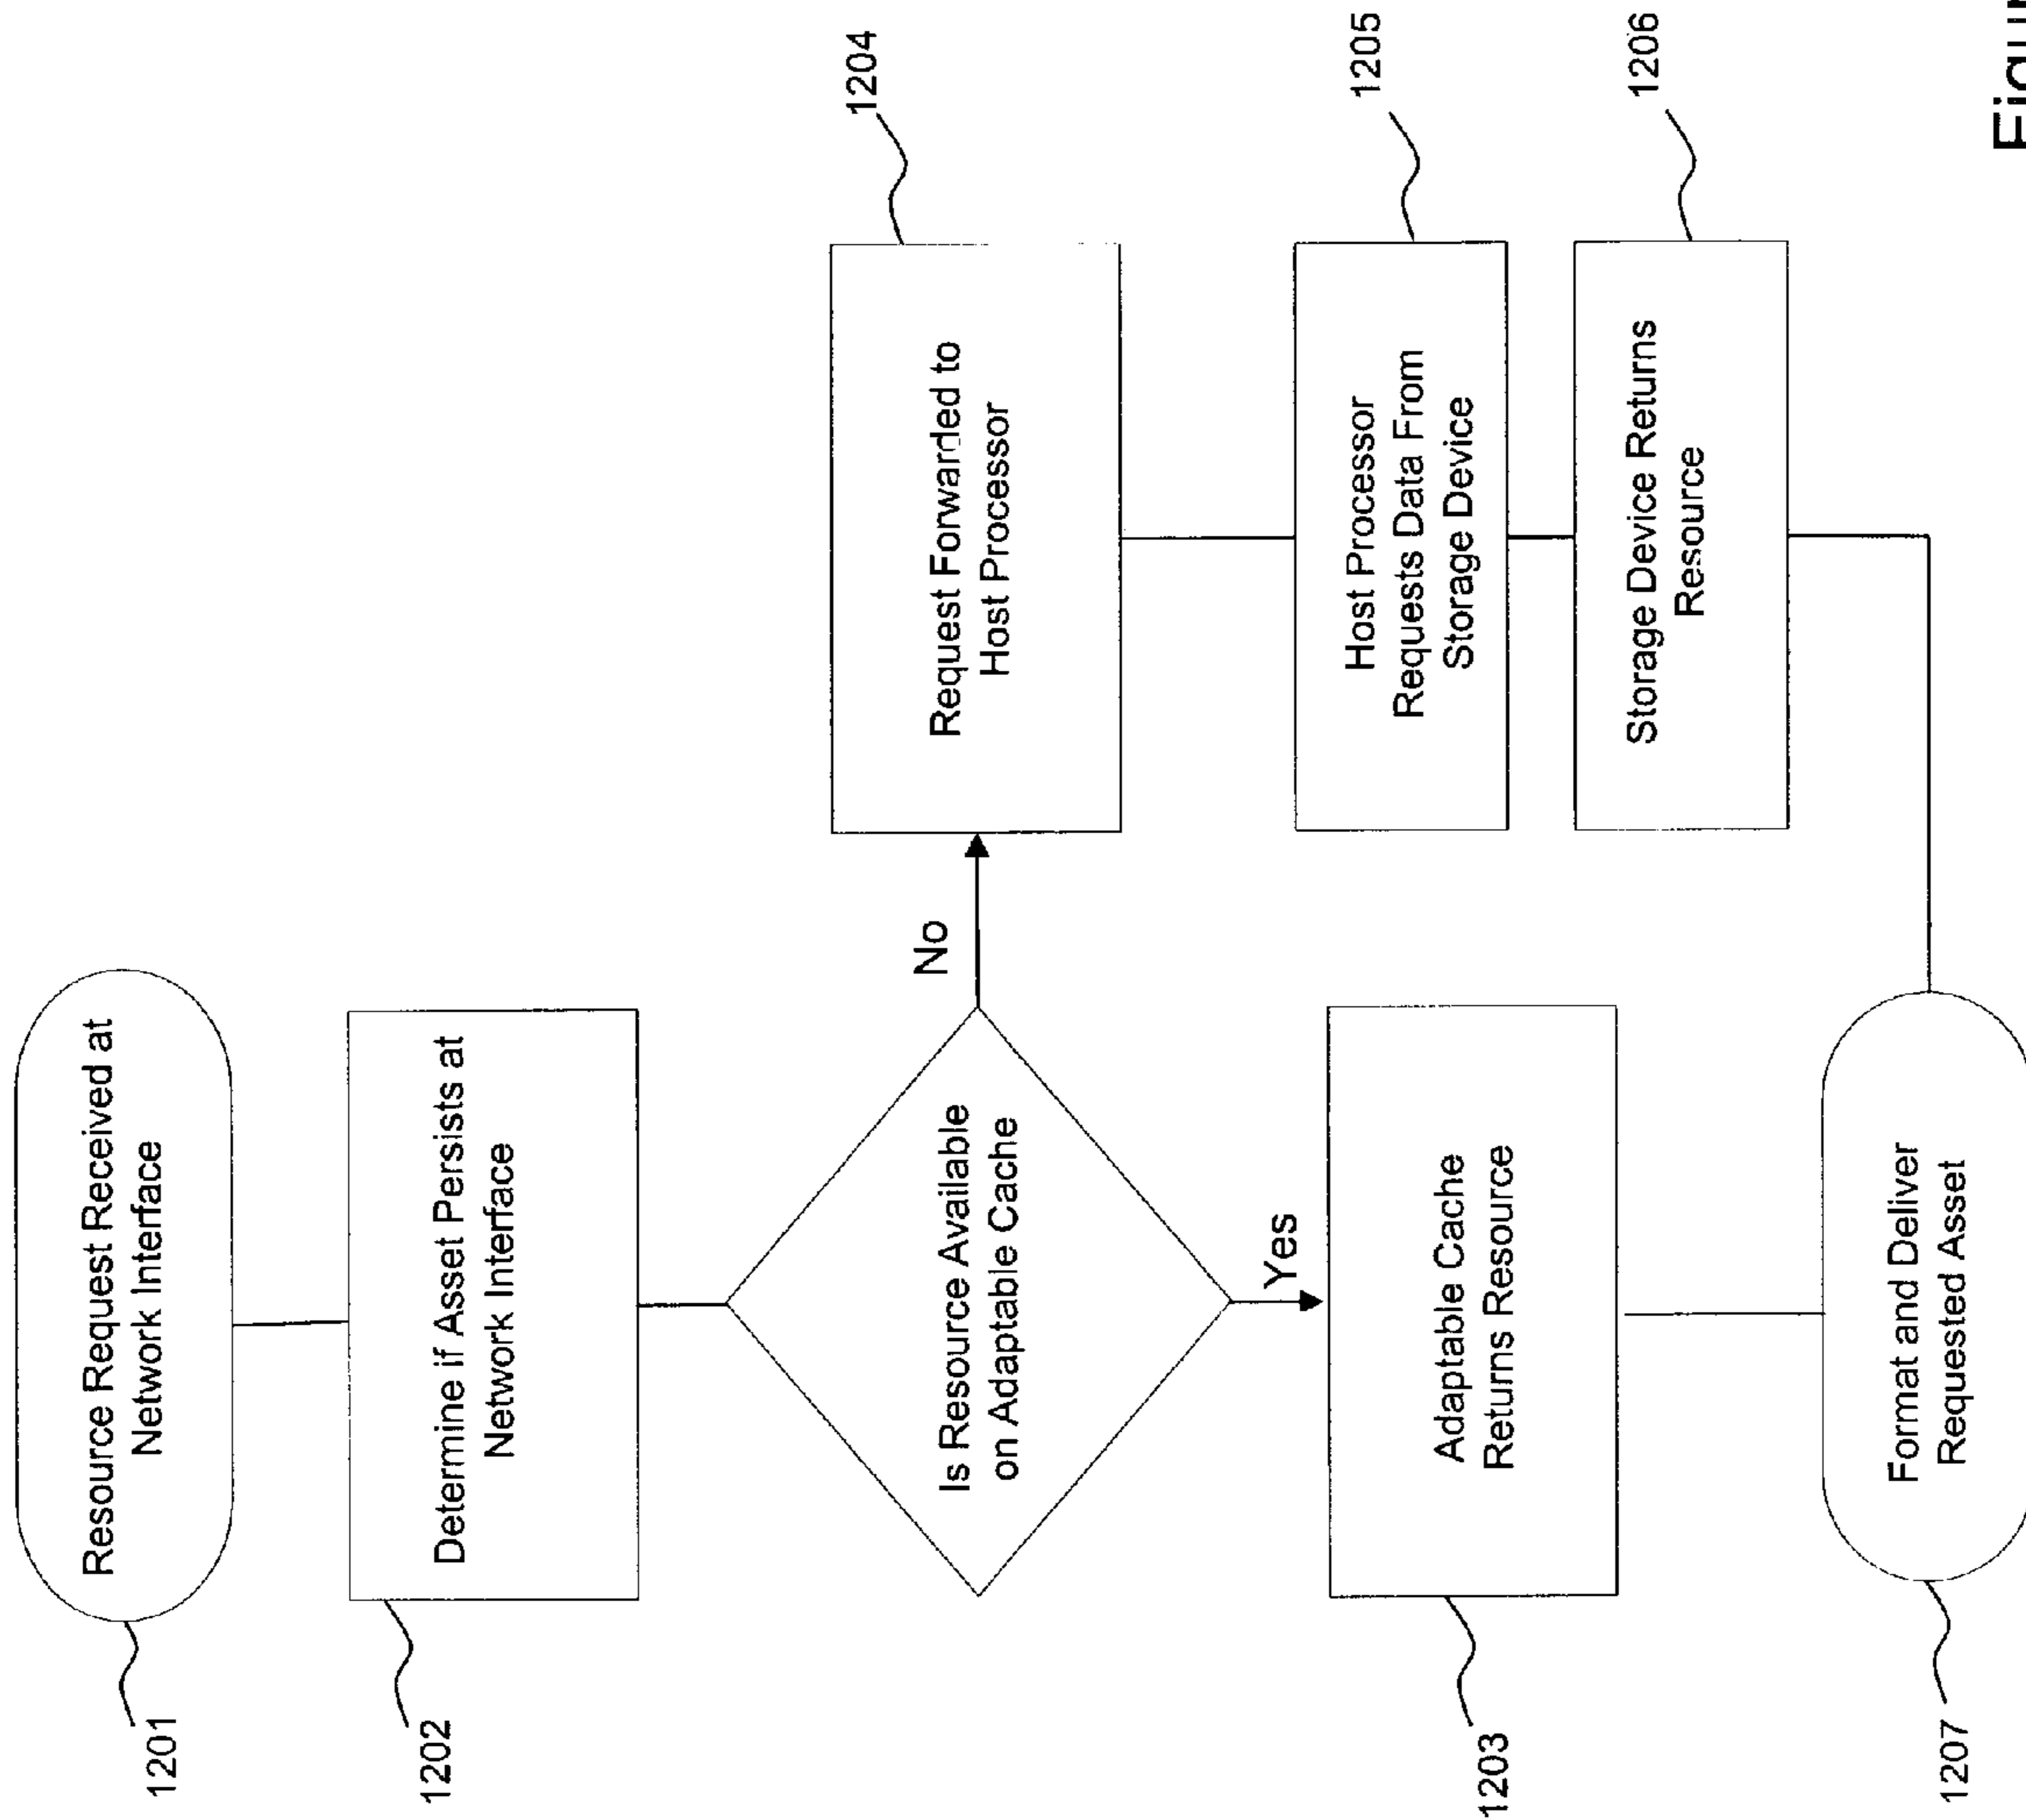 Resource Request Received at
Network Interface
1201
Determine if Asset Persists at
Network Interface
1202
Is Resource Available
on Adaptable Cache
No
Yes
Request Forwarded to
Host Processor
1204
Host Processor
Requests Data From
Storage Device
1205
Storage Device Returns
Resource
1206
Adaptable Cache
Returns Resource
1203
Format and Deliver
Requested Asset
1207